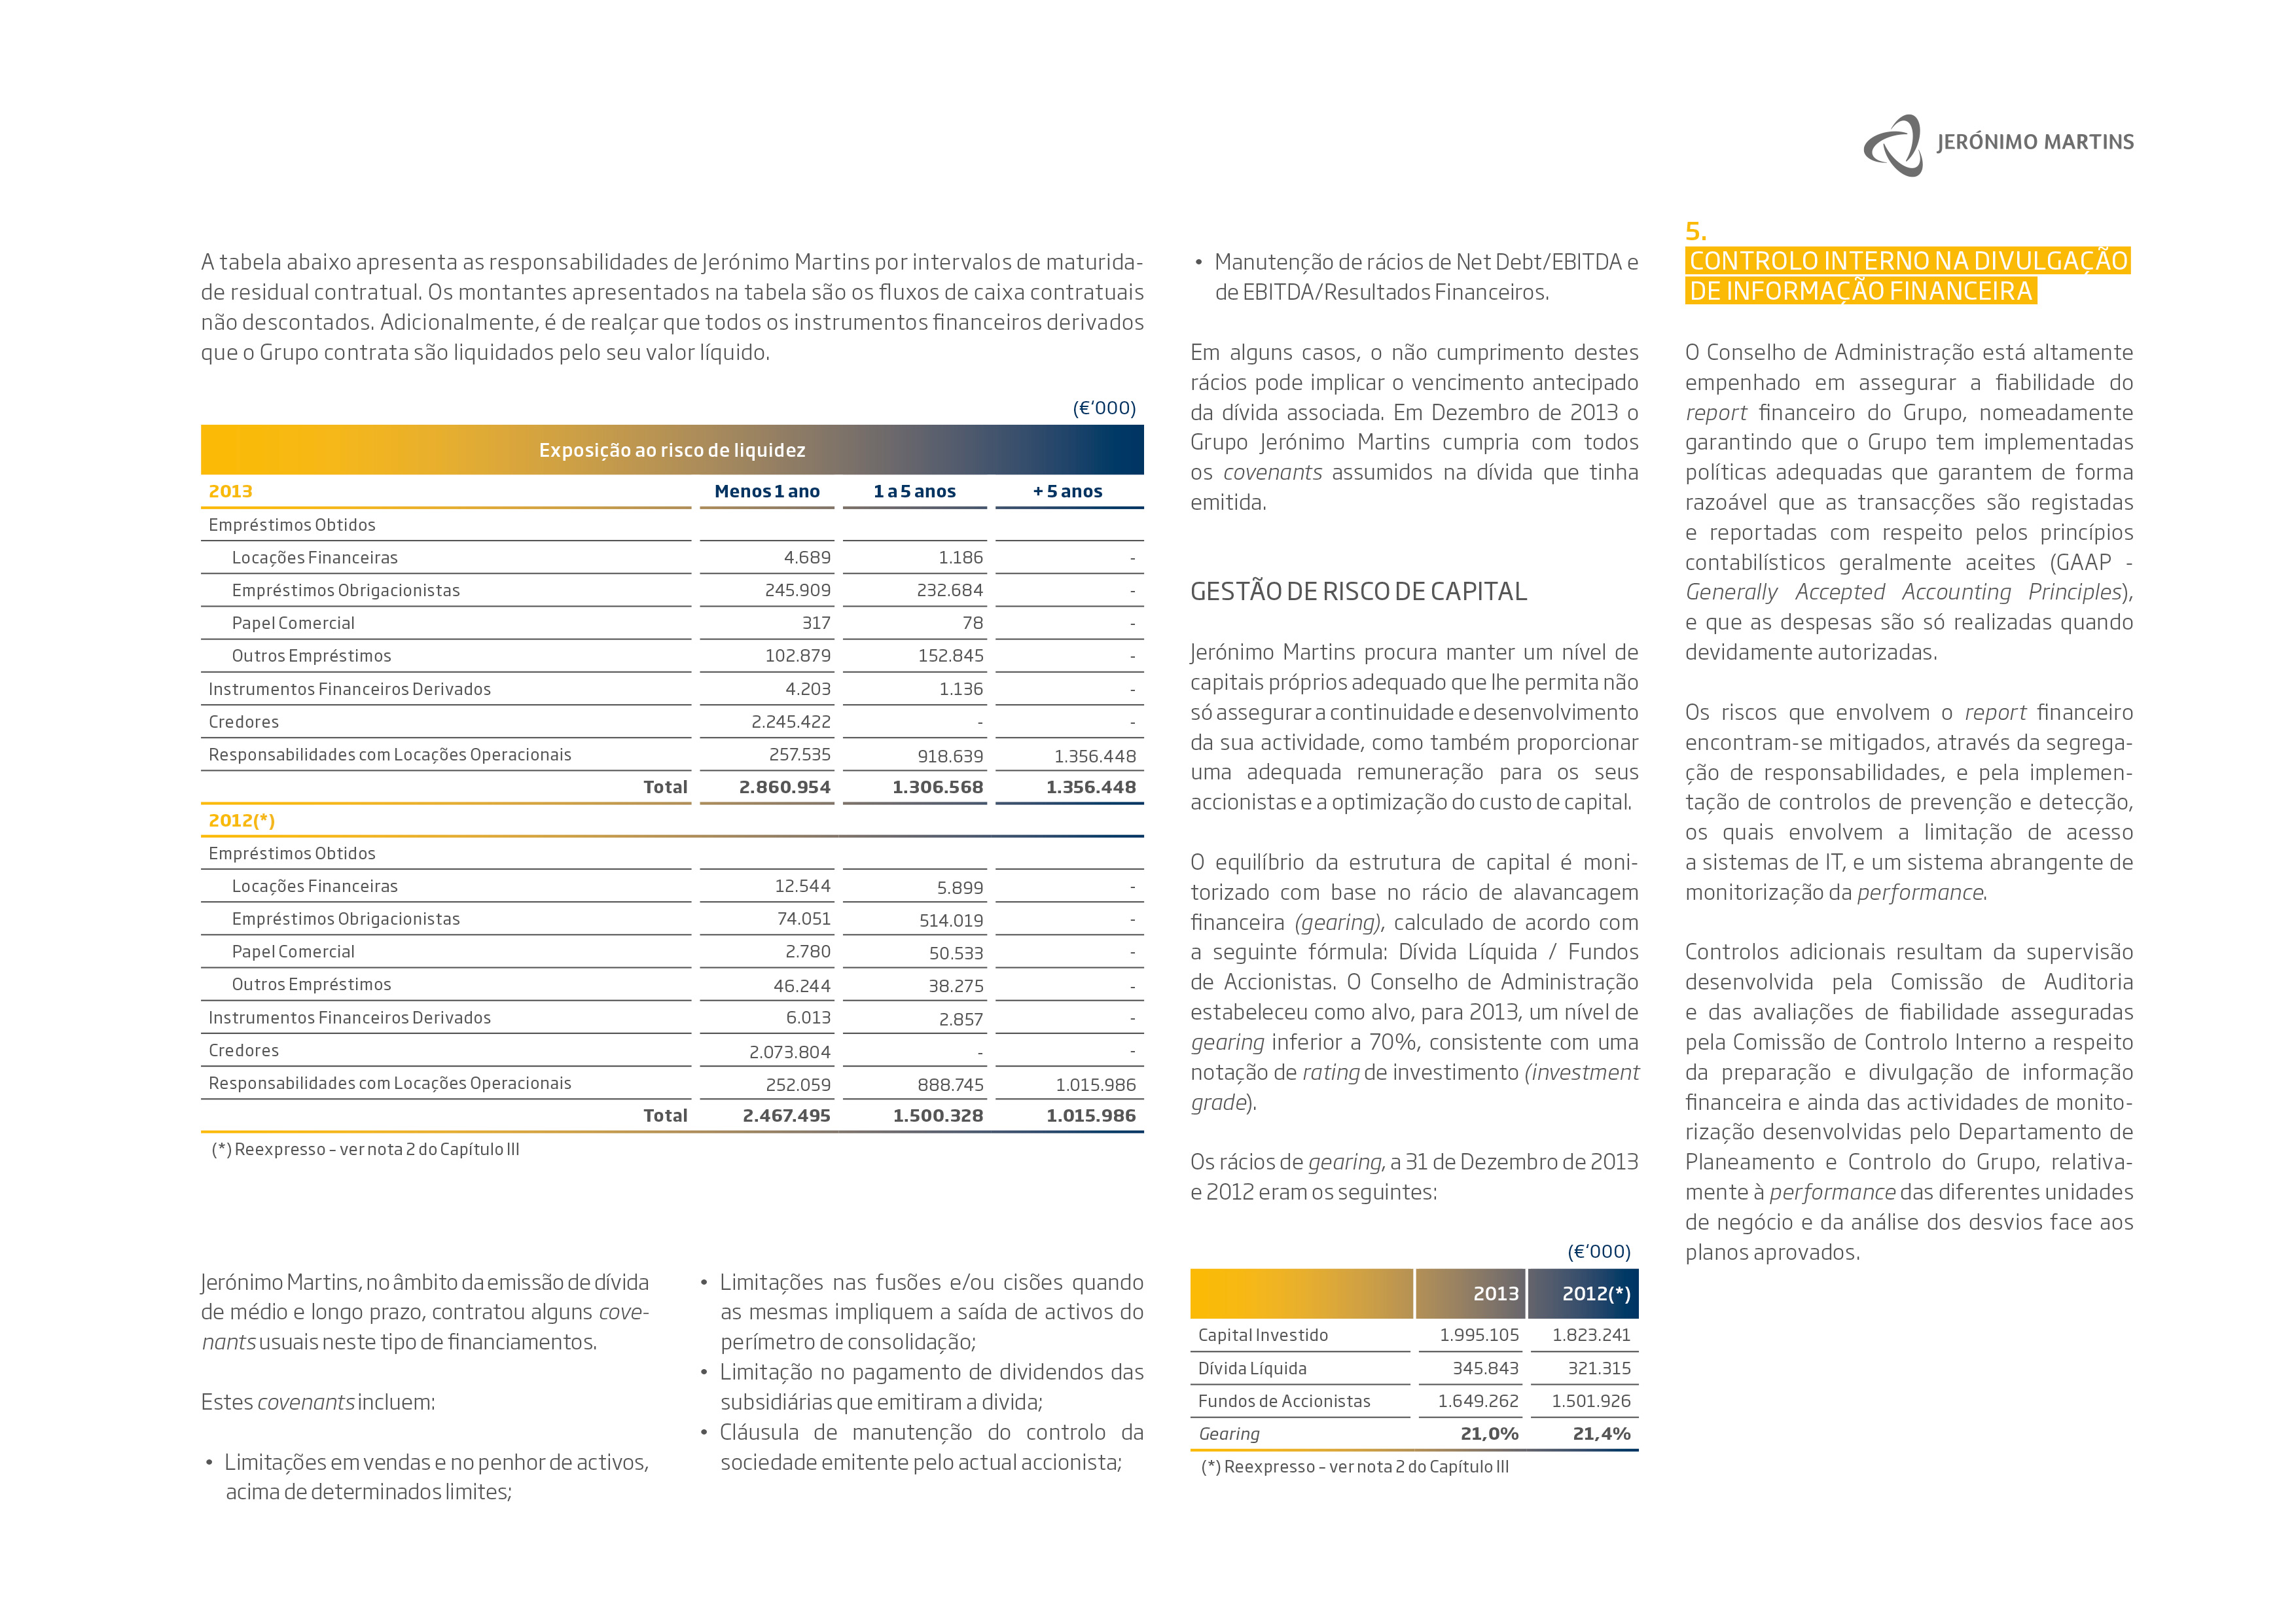 JERÓNIMO MARTINS
A tabela abaixo apresenta as responsabilidades de Jerónimo Martins por intervalos de maturida-
de residual contratual. Os montantes apresentados na tabela são os fluxos de caixa contratuais
não descontados. Adicionalmente, é de realçar que todos os instrumentos financeiros derivados
que o Grupo contrata são liquidados pelo seu valor líquido.
(€'000)
Exposição ao risco de liquidez
2013 Menos 1 ano 1 a 5 anos + 5 anos
Empréstimos Obtidos
Locações Financeiras 4.689 1.186 -
Empréstimos Obrigacionistas 245.909 232.684 -
Papel Comercial 317 78 -
Outros Empréstimos 102.879 152.845 -
Instrumentos Financeiros Derivados 4.203 1.136 -
Credores 2.245.422 - -
Responsabilidades com Locações Operacionais 257.535 918.639 1.356.448
Total 2.860.954 1.306.568 1.356.448
2012(*)
Empréstimos Obtidos
Locações Financeiras 12.544 5.899 -
Empréstimos Obrigacionistas 74.051 514.019 -
Papel Comercial 2.780 50.533 -
Outros Empréstimos 46.244 38.275 -
Instrumentos Financeiros Derivados 6.013 2.857 -
Credores 2.073.804 - -
Responsabilidades com Locações Operacionais 252.059 888.745 1.015.986
Total 2.467.495 1.500.328 1.015.986
(*) Reexpresso – ver nota 2 do Capítulo III
Jerónimo Martins, no âmbito da emissão de dívida
de médio e longo prazo, contratou alguns cove-
nants usuais neste tipo de financiamentos.
Estes covenants incluem:
• Limitações em vendas e no penhor de activos,
acima de determinados limites;
• Limitações nas fusões e/ou cisões quando
as mesmas impliquem a saída de activos do
perímetro de consolidação;
• Limitação no pagamento de dividendos das
subsidiárias que emitiram a divida;
• Cláusula de manutenção do controlo da
sociedade emitente pelo actual accionista;
• Manutenção de rácios de Net Debt/EBITDA e
de EBITDA/Resultados Financeiros.
Em alguns casos, o não cumprimento destes
rácios pode implicar o vencimento antecipado
da dívida associada. Em Dezembro de 2013 o
Grupo Jerónimo Martins cumpria com todos
os covenants assumidos na dívida que tinha
emitida.
GESTÃO DE RISCO DE CAPITAL
Jerónimo Martins procura manter um nível de
capitais próprios adequado que lhe permita não
só assegurar a continuidade e desenvolvimento
da sua actividade, como também proporcionar
uma adequada remuneração para os seus
accionistas e a optimização do custo de capital.
O equilíbrio da estrutura de capital é moni-
torizado com base no rácio de alavancagem
financeira (gearing), calculado de acordo com
a seguinte fórmula: Dívida Líquida / Fundos
de Accionistas. O Conselho de Administração
estabeleceu como alvo, para 2013, um nível de
gearing inferior a 70%, consistente com uma
notação de rating de investimento (investment
grade).
Os rácios de gearing, a 31 de Dezembro de 2013
e 2012 eram os seguintes:
(€'000)
2013 2012(*)
Capital Investido 1.995.105 1.823.241
Dívida Líquida 345.843 321.315
Fundos de Accionistas 1.649.262 1.501.926
Gearing 21,0% 21,4%
(*) Reexpresso – ver nota 2 do Capítulo III
5.
CONTROLO INTERNO NA DIVULGAÇÃO
DE INFORMAÇÃO FINANCEIRA
O Conselho de Administração está altamente
empenhado em assegurar a fiabilidade do
report financeiro do Grupo, nomeadamente
garantindo que o Grupo tem implementadas
políticas adequadas que garantem de forma
razoável que as transacções são registadas
e reportadas com respeito pelos princípios
contabilísticos geralmente aceites (GAAP -
Generally Accepted Accounting Principles),
e que as despesas são só realizadas quando
devidamente autorizadas.
Os riscos que envolvem o report financeiro
encontram-se mitigados, através da segrega-
ção de responsabilidades, e pela implemen-
tação de controlos de prevenção e detecção,
os quais envolvem a limitação de acesso
a sistemas de IT, e um sistema abrangente de
monitorização da performance.
Controlos adicionais resultam da supervisão
desenvolvida pela Comissão de Auditoria
e das avaliações de fiabilidade asseguradas
pela Comissão de Controlo Interno a respeito
da preparação e divulgação de informação
financeira e ainda das actividades de monito-
rização desenvolvidas pelo Departamento de
Planeamento e Controlo do Grupo, relativa-
mente à performance das diferentes unidades
de negócio e da análise dos desvios face aos
planos aprovados.